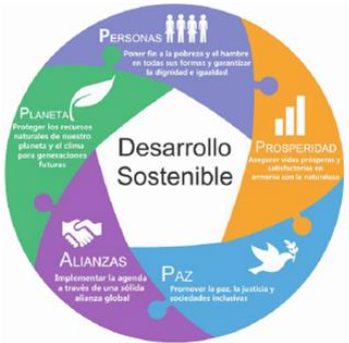 PERSONAS
Poner fin a la pobreza y el hambre
en todas sus formas y garantizar
la dignidad e igualdad
PROSPERIDAD
Asegurar vidas prósperas y
satisfactorias en
armonía con la naturaleza
PAZ
Promover la paz, la justicia y
sociedades inclusivas
ALIANZAS
Implementar la agenda
a través de una sólida
alianza global
PLANETA
Proteger los recursos
naturales de nuestro
planeta y el clima
para generaciones
futuras
Desarrollo
Sostenible